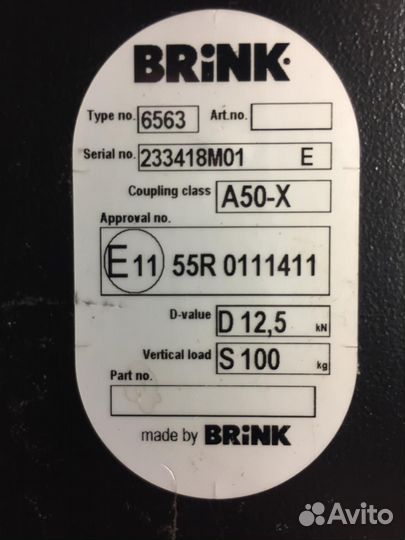 BRiNK
Type no. 6563 Art.no.
Serial no. 233418M01 E
Coupling class A50-X
Approval no.
E 11 55R 0111411
D-value D 12,5 kN
Vertical load S 100 kg
Part no.
made by BRiNK
Avito